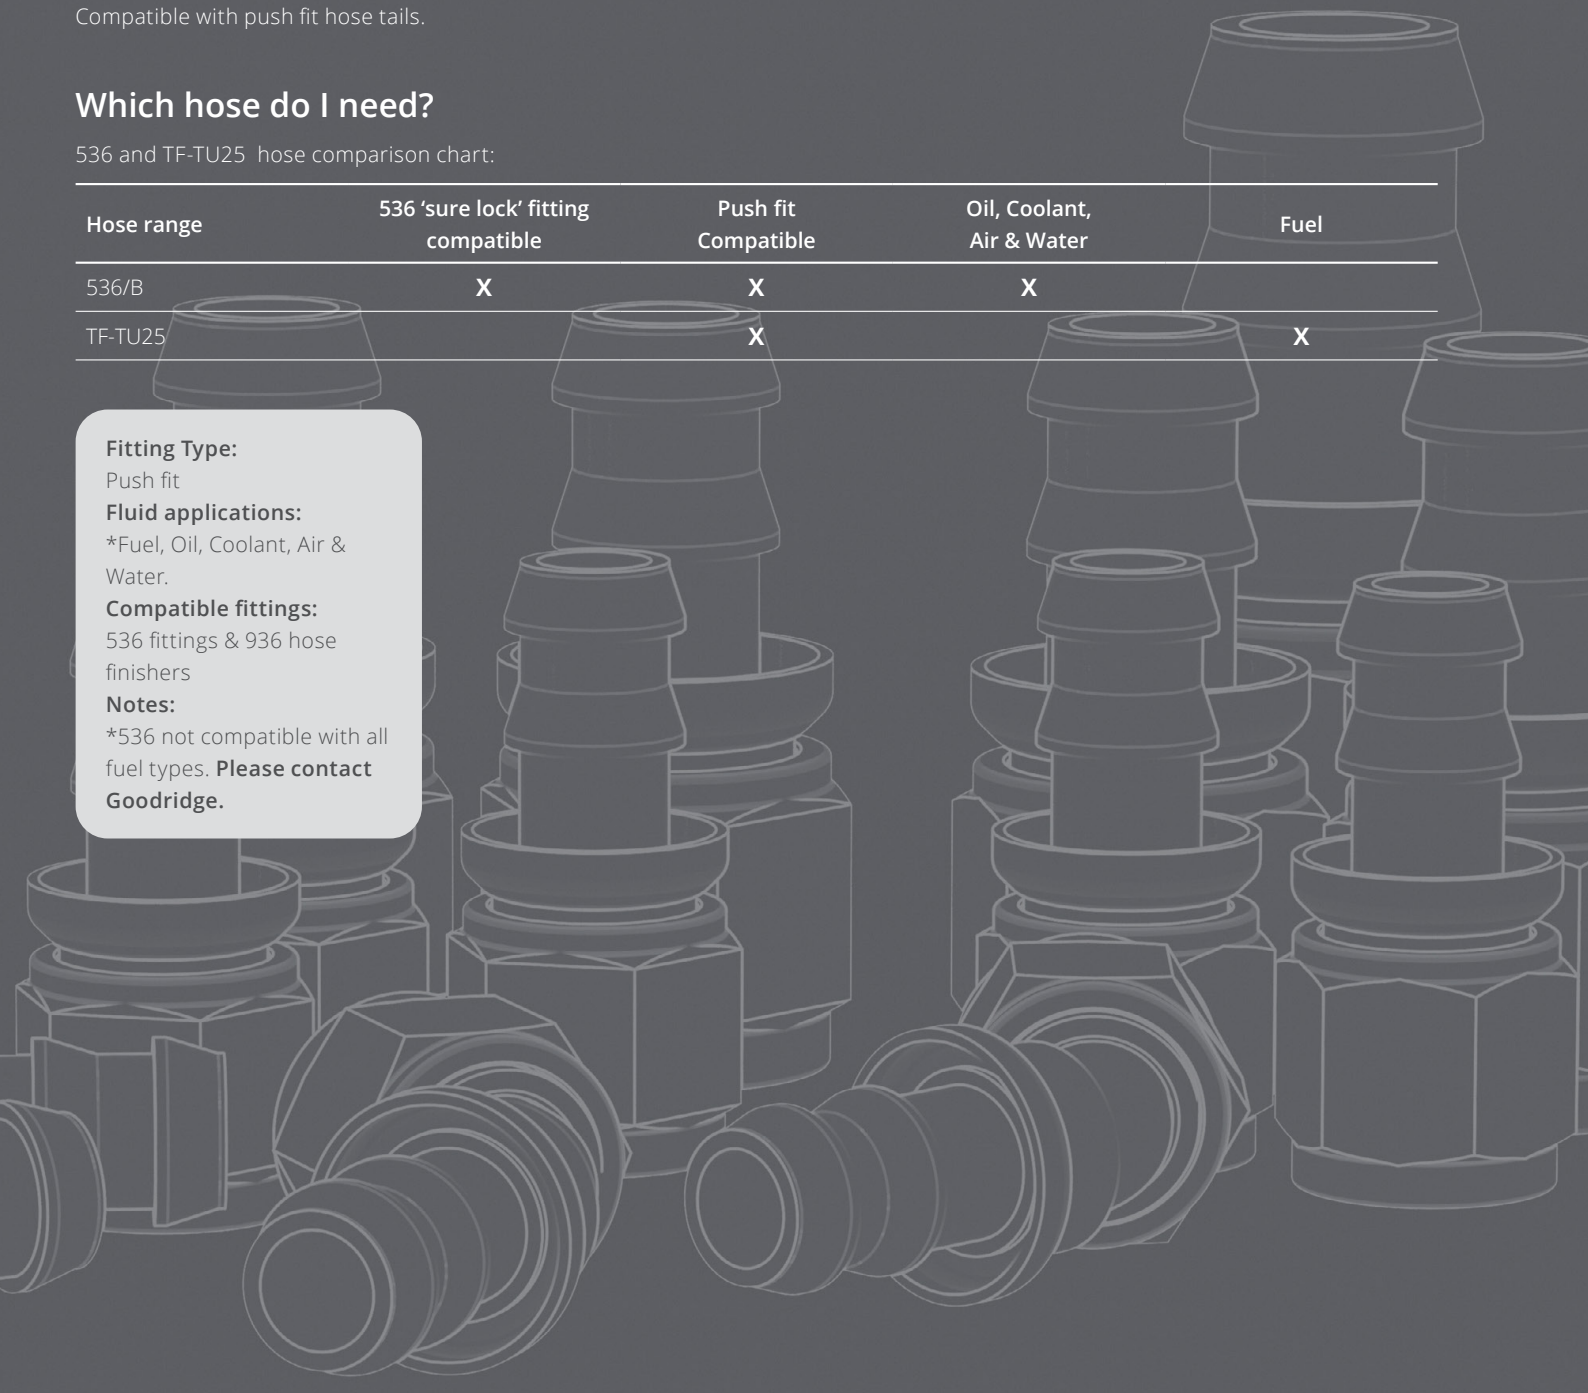 Compatible with push fit hose tails.
Which hose do I need?
536 and TF-TU25 hose comparison chart:
Hose range
536 ‘sure lock’ fitting
compatible
Push fit
Compatible
Oil, Coolant,
Air & Water
Fuel
536/B X X X
TF-TU25 X X
Fitting Type:
Push fit
Fluid applications:
*Fuel, Oil, Coolant, Air &
Water.
Compatible fittings:
536 fittings & 936 hose
finishers
Notes:
*536 not compatible with all
fuel types. Please contact
Goodridge.